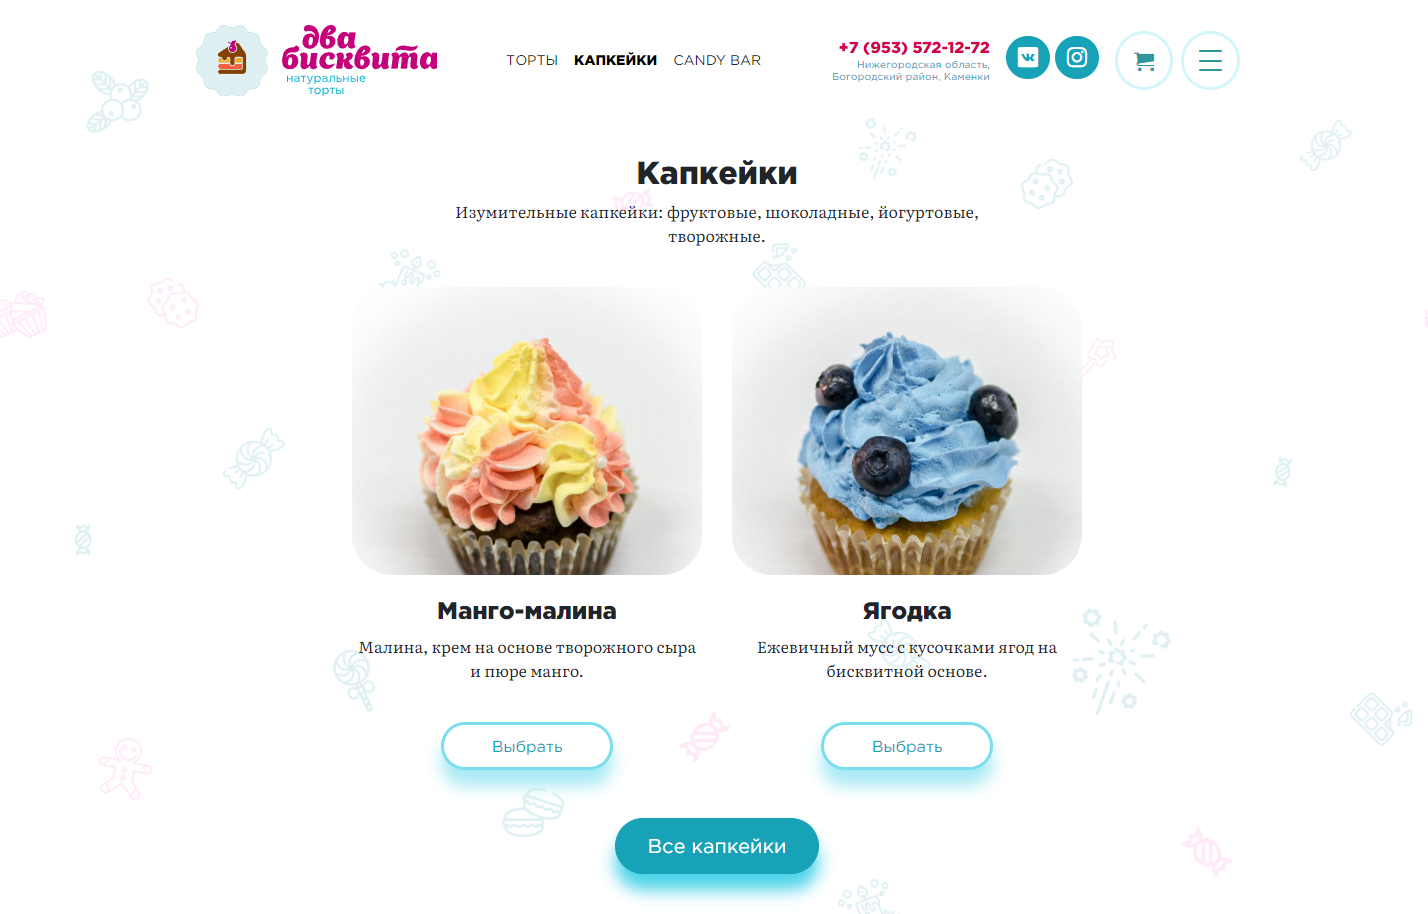 два
бисквита
натуральные
торты
ТОРТЫ КАПКЕЙКИ CANDY BAR
+7 (953) 572-12-72
Нижегородская область,
Богородский район, Каменки
Капкейки
Изумительные капкейки: фруктовые, шоколадные, йогуртовые,
творожные.
Манго-малина
Малина, крем на основе творожного сыра
и пюре манго.
Выбрать
Ягодка
Ежевичный мусс с кусочками ягод на
бисквитной основе.
Выбрать
Все капкейки